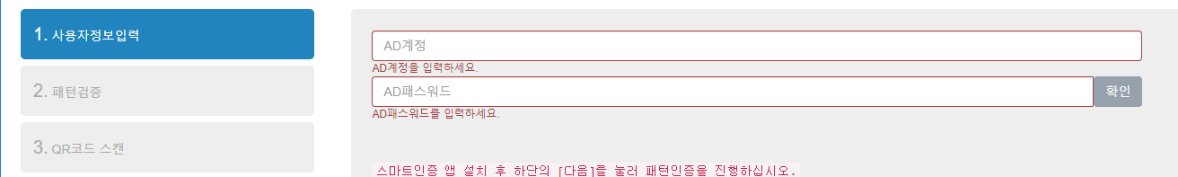 1. 사용자정보입력
2. 패턴검증
3. QR코드 스캔
AD계정
AD계정을 입력하세요.
AD패스워드
확인
AD패스워드를 입력하세요.
스마트인증 앱 설치 후 하단의 [다음]를 눌러 패턴인증을 진행하십시오.